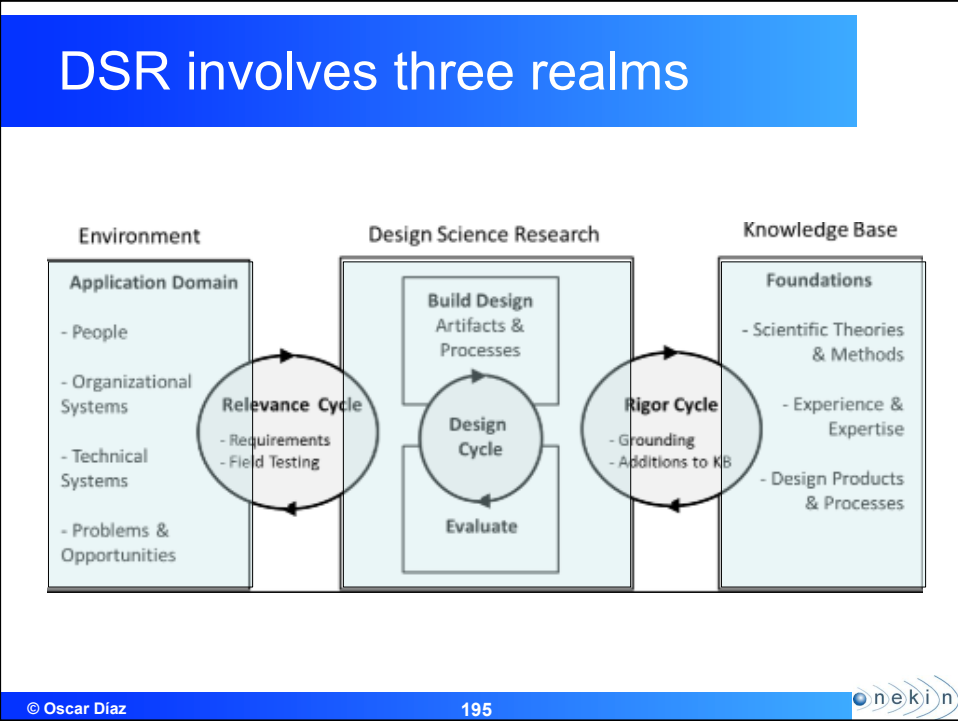 DSR involves three realms
Environment
Application Domain
- People
- Organizational
Systems
- Technical
Systems
- Problems &
Opportunities
Relevance Cycle
- Requirements
- Field Testing
Design Science Research
Build Design
Artifacts &
Processes
Design
Cycle
Evaluate
Rigor Cycle
- Grounding
- Additions to KB
Knowledge Base
Foundations
- Scientific Theories
& Methods
- Experience &
Expertise
- Design Products
& Processes
© Oscar Díaz
195
onekin